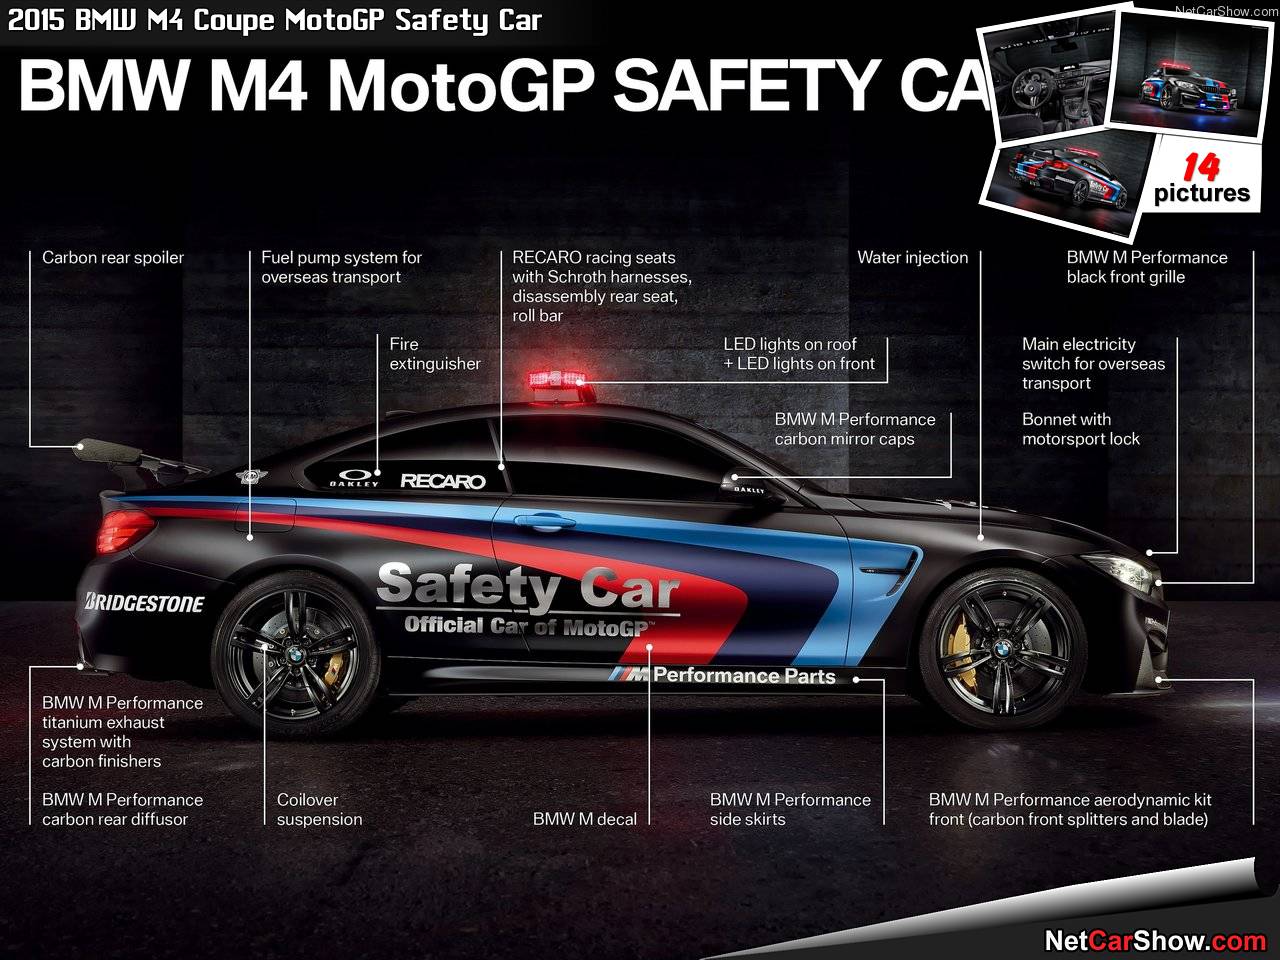 2015 BMW M4 Coupe MotoGP Safety Car
NetCarShow.com
BMW M4 MotoGP SAFETY CA
14
pictures
Carbon rear spoiler
Fuel pump system for
overseas transport
RECARO racing seats
with Schroth harnesses,
disassembly rear seat,
roll bar
Water injection
BMW M Performance
black front grille
Fire
extinguisher
LED lights on roof
+ LED lights on front
Main electricity
switch for overseas
transport
BMW M Performance
carbon mirror caps
Bonnet with
motorsport lock
OAKLEY
RECARO
OAKLEY
Safety Car
Official Car of MotoGP™
BRIDGESTONE
M Performance Parts
BMW M Performance
titanium exhaust
system with
carbon finishers
BMW M Performance
carbon rear diffusor
Coilover
suspension
BMW M decal
BMW M Performance
side skirts
BMW M Performance aerodynamic kit
front (carbon front splitters and blade)
NetCarShow.com